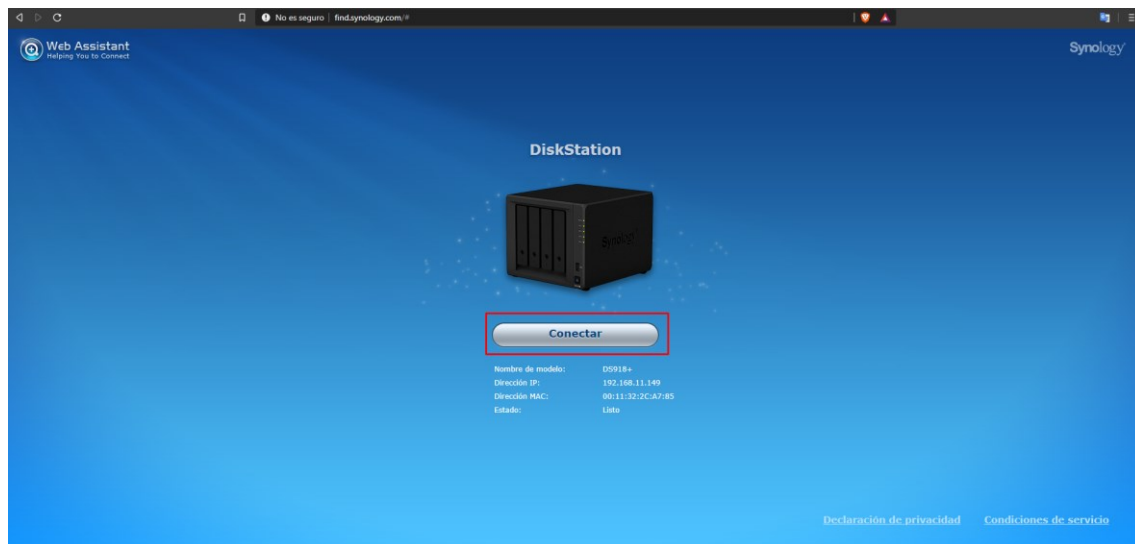 No es seguro | find.synology.com/#
Web Assistant
Helping You to Connect
Synology
DiskStation
Synology
Conectar
Nombre de modelo: DS918+
Dirección IP: 192.168.11.149
Dirección MAC: 00:11:32:2C:A7:85
Estado: Listo
Declaración de privacidad Condiciones de servicio